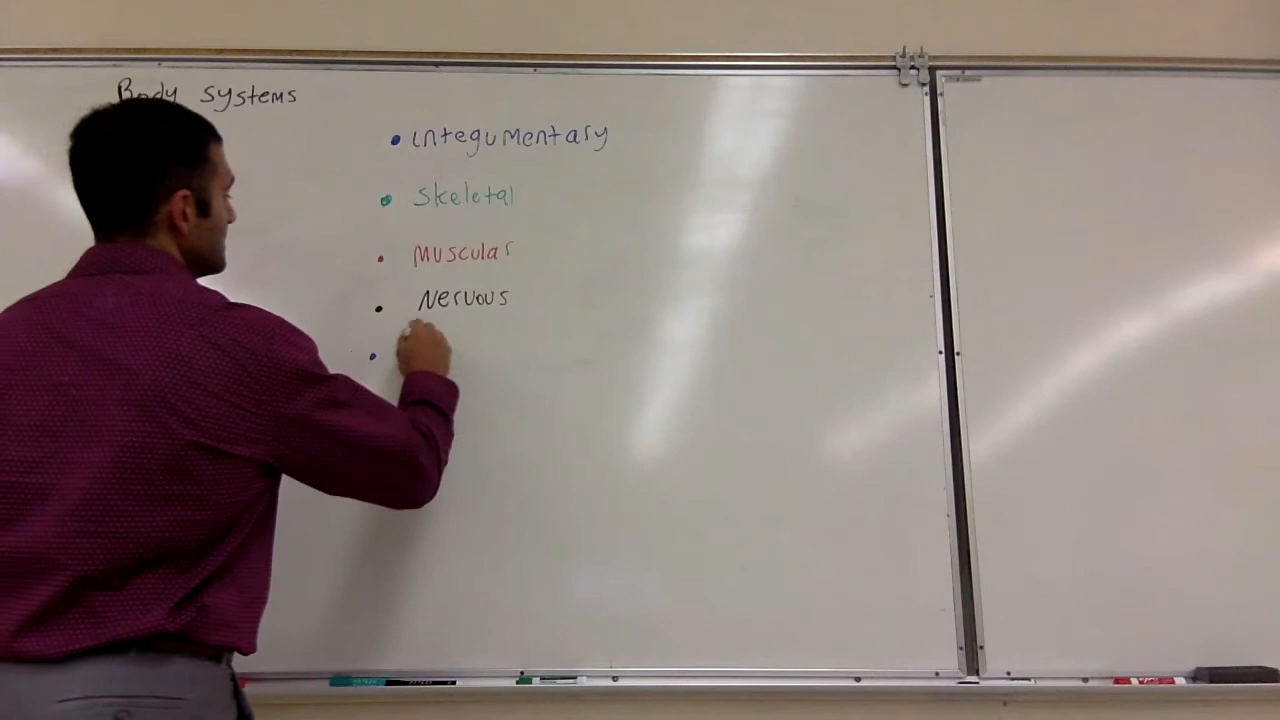 Body Systems
• Integumentary
• Skeletal
• Muscular
• Nervous
•